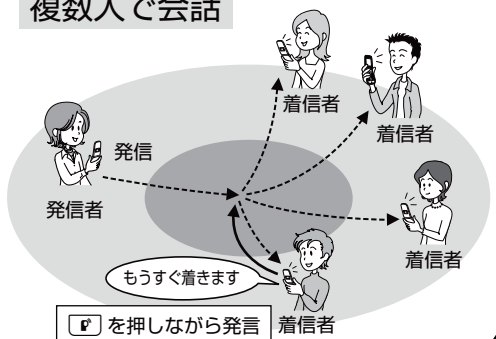 複数人で会話
着信者
着信者
発信
発信者
着信者
もうすぐ着きます
を押しながら発言
着信者